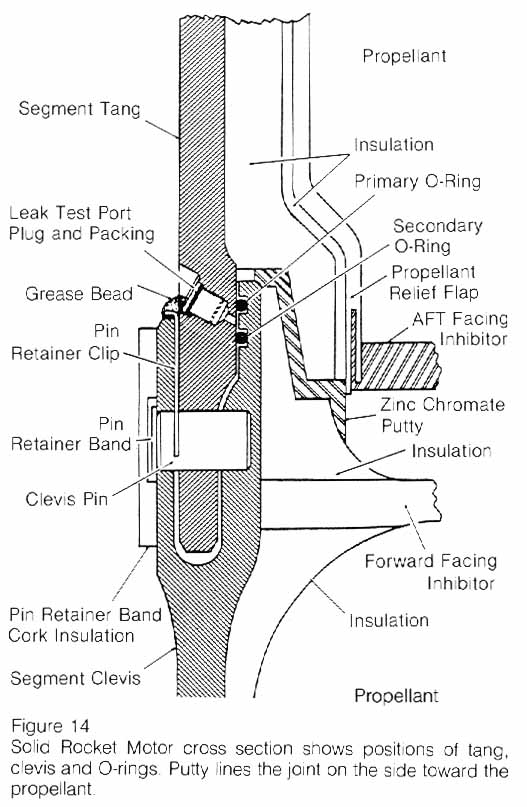 Propellant
Segment Tang
Insulation
Primary O-Ring
Leak Test Port
Plug and Packing
Secondary
O-Ring
Grease Bead
Propellant
Relief Flap
Pin
Retainer Clip
AFT Facing
Inhibitor
Pin
Retainer Band
Zinc Chromate
Putty
Clevis Pin
Insulation
Forward Facing
Inhibitor
Pin Retainer Band
Cork Insulation
Insulation
Segment Clevis
Propellant
Figure 14
Solid Rocket Motor cross section shows positions of tang,
clevis and O-rings. Putty lines the joint on the side toward the
propellant.